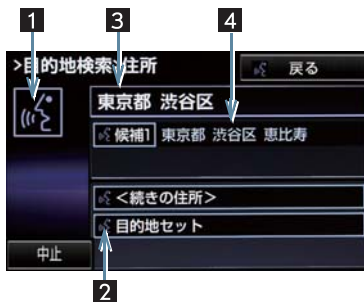 1 3 4
>目的地検索>住所 戻る
東京都 渋谷区
候補1 東京都 渋谷区 恵比寿
<続きの住所>
目的地セット
中止
2